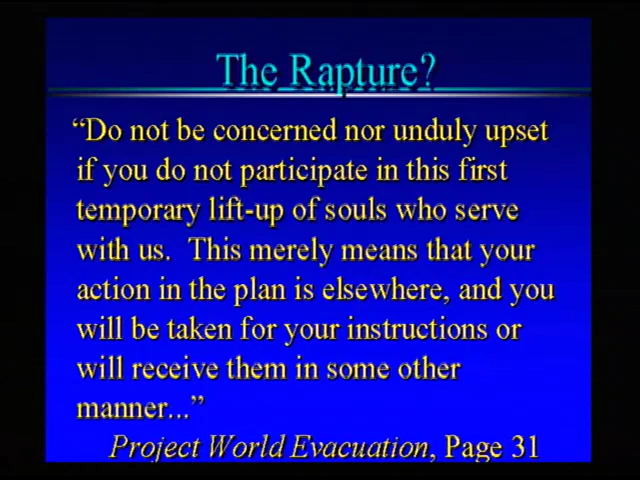 The Rapture?
“Do not be concerned nor unduly upset
if you do not participate in this first
temporary lift-up of souls who serve
with us.  This merely means that your
action in the plan is elsewhere, and you
will be taken for your instructions or
will receive them in some other
manner...”
Project World Evacuation, Page 31